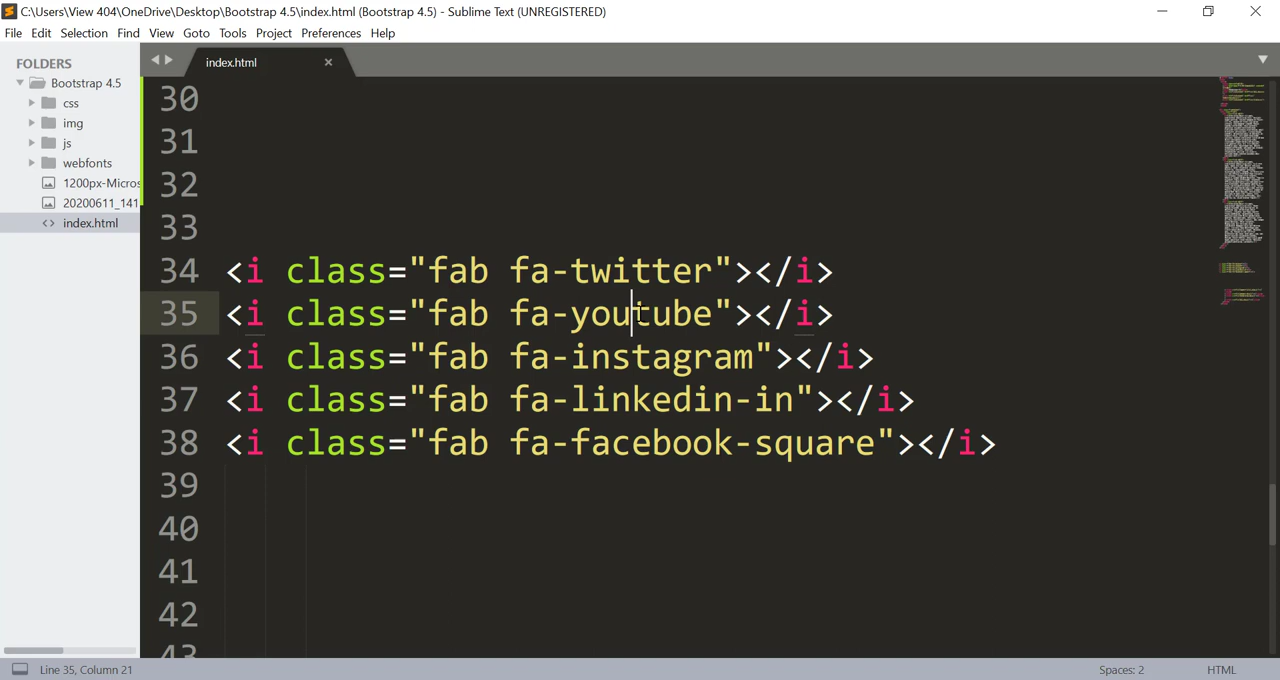 C:\Users\View 404\OneDrive\Desktop\Bootstrap 4.5\index.html (Bootstrap 4.5) - Sublime Text (UNREGISTERED)
File Edit Selection Find View Goto Tools Project Preferences Help
FOLDERS
Bootstrap 4.5
css
img
js
webfonts
1200px-Micros
20200611_141
index.html
index.html
30
31
32
33
34 <i class="fab fa-twitter"></i>
35 <i class="fab fa-youtube"></i>
36 <i class="fab fa-instagram"></i>
37 <i class="fab fa-linkedin-in"></i>
38 <i class="fab fa-facebook-square"></i>
39
40
41
42
43
Line 35, Column 21
Spaces: 2
HTML